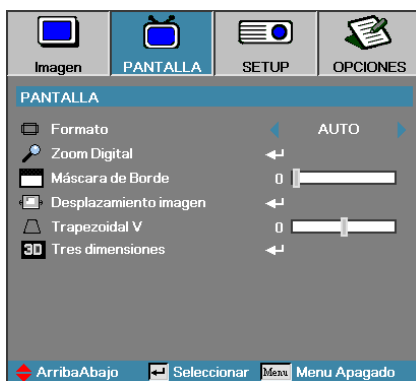 Imagen PANTALLA SETUP OPCIONES
PANTALLA
Formato AUTO
Zoom Digital
Máscara de Borde 0
Desplazamiento imagen
Trapezoidal V 0
3D Tres dimensiones
ArribaAbajo Seleccionar Menu Menu Apagado